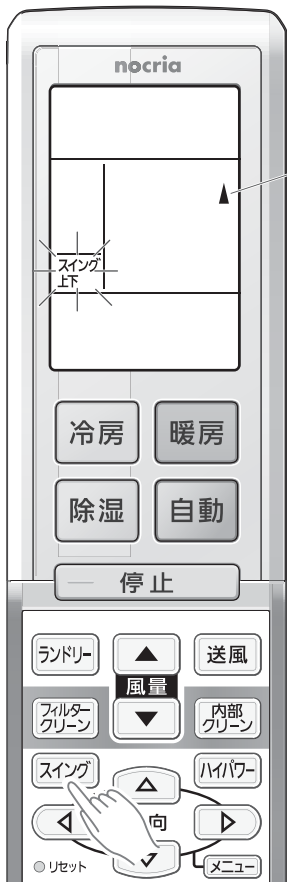 nocria
スイング
上下
冷房
暖房
除湿
自動
停止
ランドリー
風量
送風
フィルター
クリーン
内部
クリーン
スイング
ハイパワー
向
リセット
メニュー